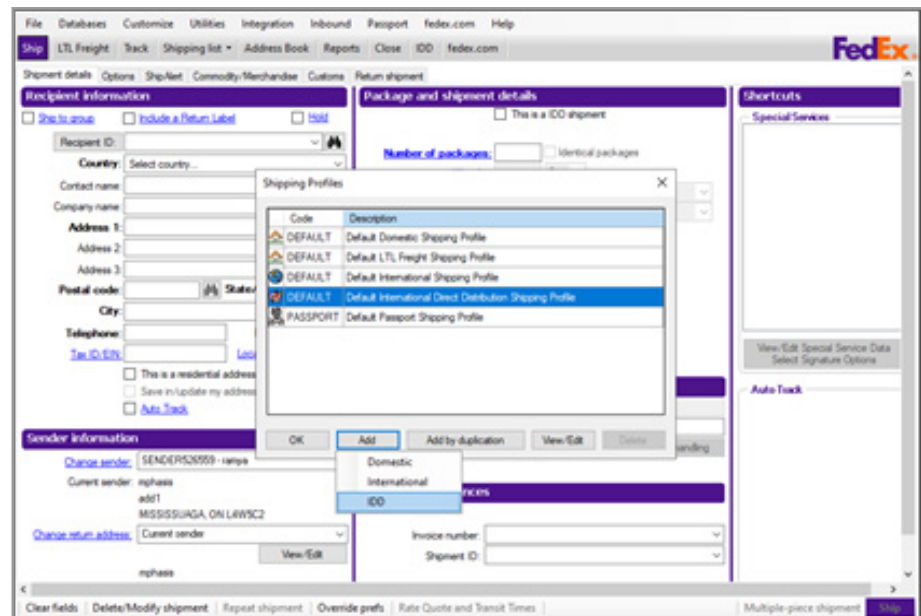 File Databases Customize Utilities Integration Inbound Passport fedex.com Help
Ship LTL Freight Track Shipping list Address Book Reports Close IDD fedex.com
FedEx
Shipment details Options ShipAlert Commodity/Merchandise Customs Return shipment
Recipient information
Ship to group Include a Return Label Hold
Recipient ID:
Country: Select country...
Contact name
Company name
Address 1:
Address 2
Address 3
Postal code State/
City:
Telephone:
Tax ID/EIN: Loca
This is a residential address
Save in/update my address
Auto Track
Sender information
Change sender: SENDER526559 - ramya
Current sender: mphasis
add1
MISSISSUAGA, ON L4W5C2
Change return address: Current sender
View/Edit
mphasis
Package and shipment details
This is a IDD shipment
Number of packages: Identical packages
Shipping Profiles
Code Description
DEFAULT Default Domestic Shipping Profile
DEFAULT Default LTL Freight Shipping Profile
DEFAULT Default International Shipping Profile
DEFAULT Default International Direct Distribution Shipping Profile
PASSPORT Default Passport Shipping Profile
OK Add Add by duplication View/Edit Delete
Domestic
International
IDD
andling
nces
Invoice number:
Shipment ID:
Shortcuts
Special Services
View/Edit Special Service Data
Select Signature Options
Auto Track
Clear fields Delete/Modify shipment Repeat shipment Override prefs Rate Quote and Transit Times Multiple-piece shipment Ship